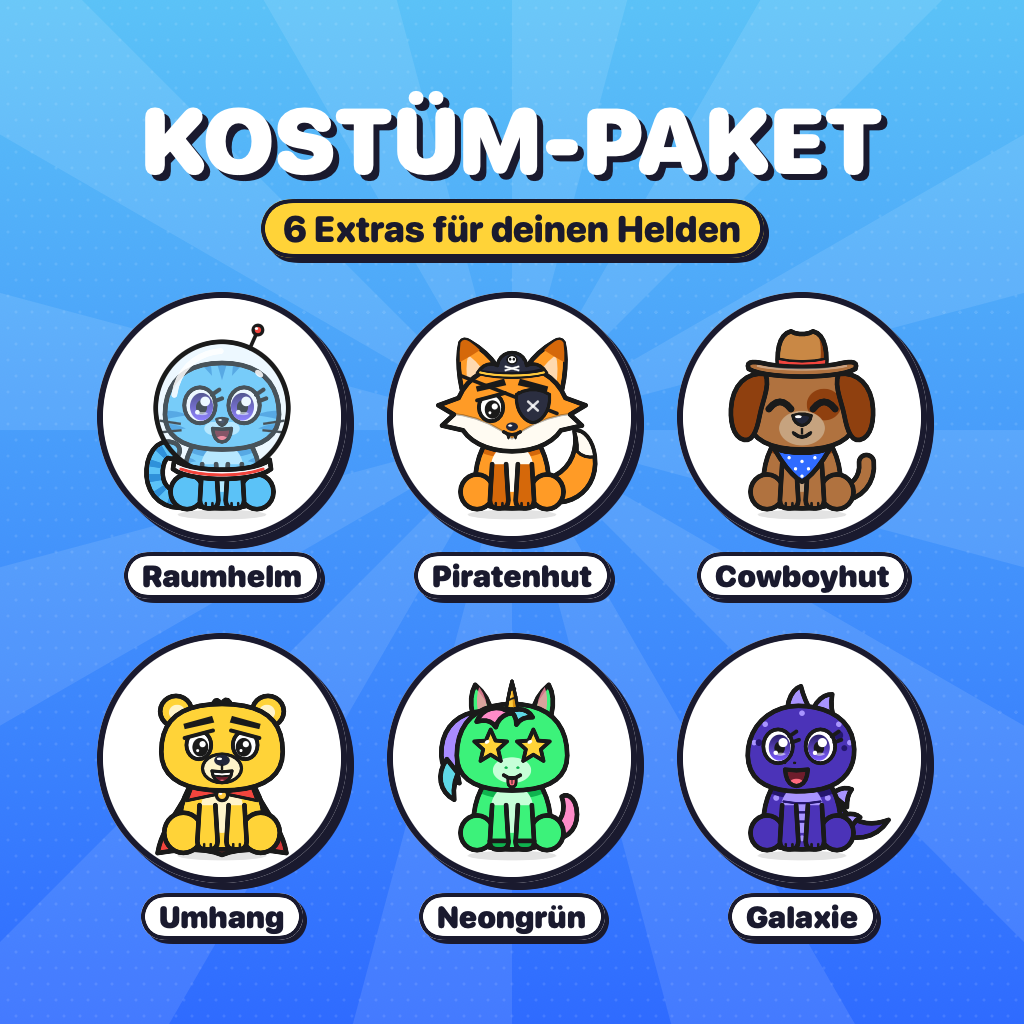 KOSTÜM-PAKET
6 Extras für deinen Helden
Raumhelm
Piratenhut
Cowboyhut
Umhang
Neongrün
Galaxie